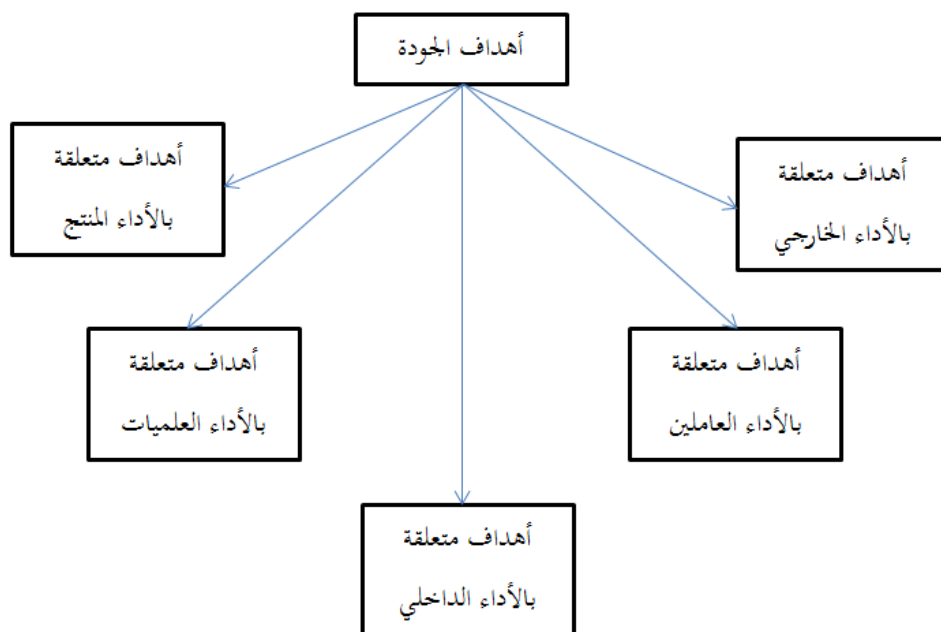 أهداف الجودة
أهداف متعلقة
بالأداء الخارجي
أهداف متعلقة
بالأداء المنتج
أهداف متعلقة
بالأداء العاملين
أهداف متعلقة
بالأداء العلميات
أهداف متعلقة
بالأداء الداخلي